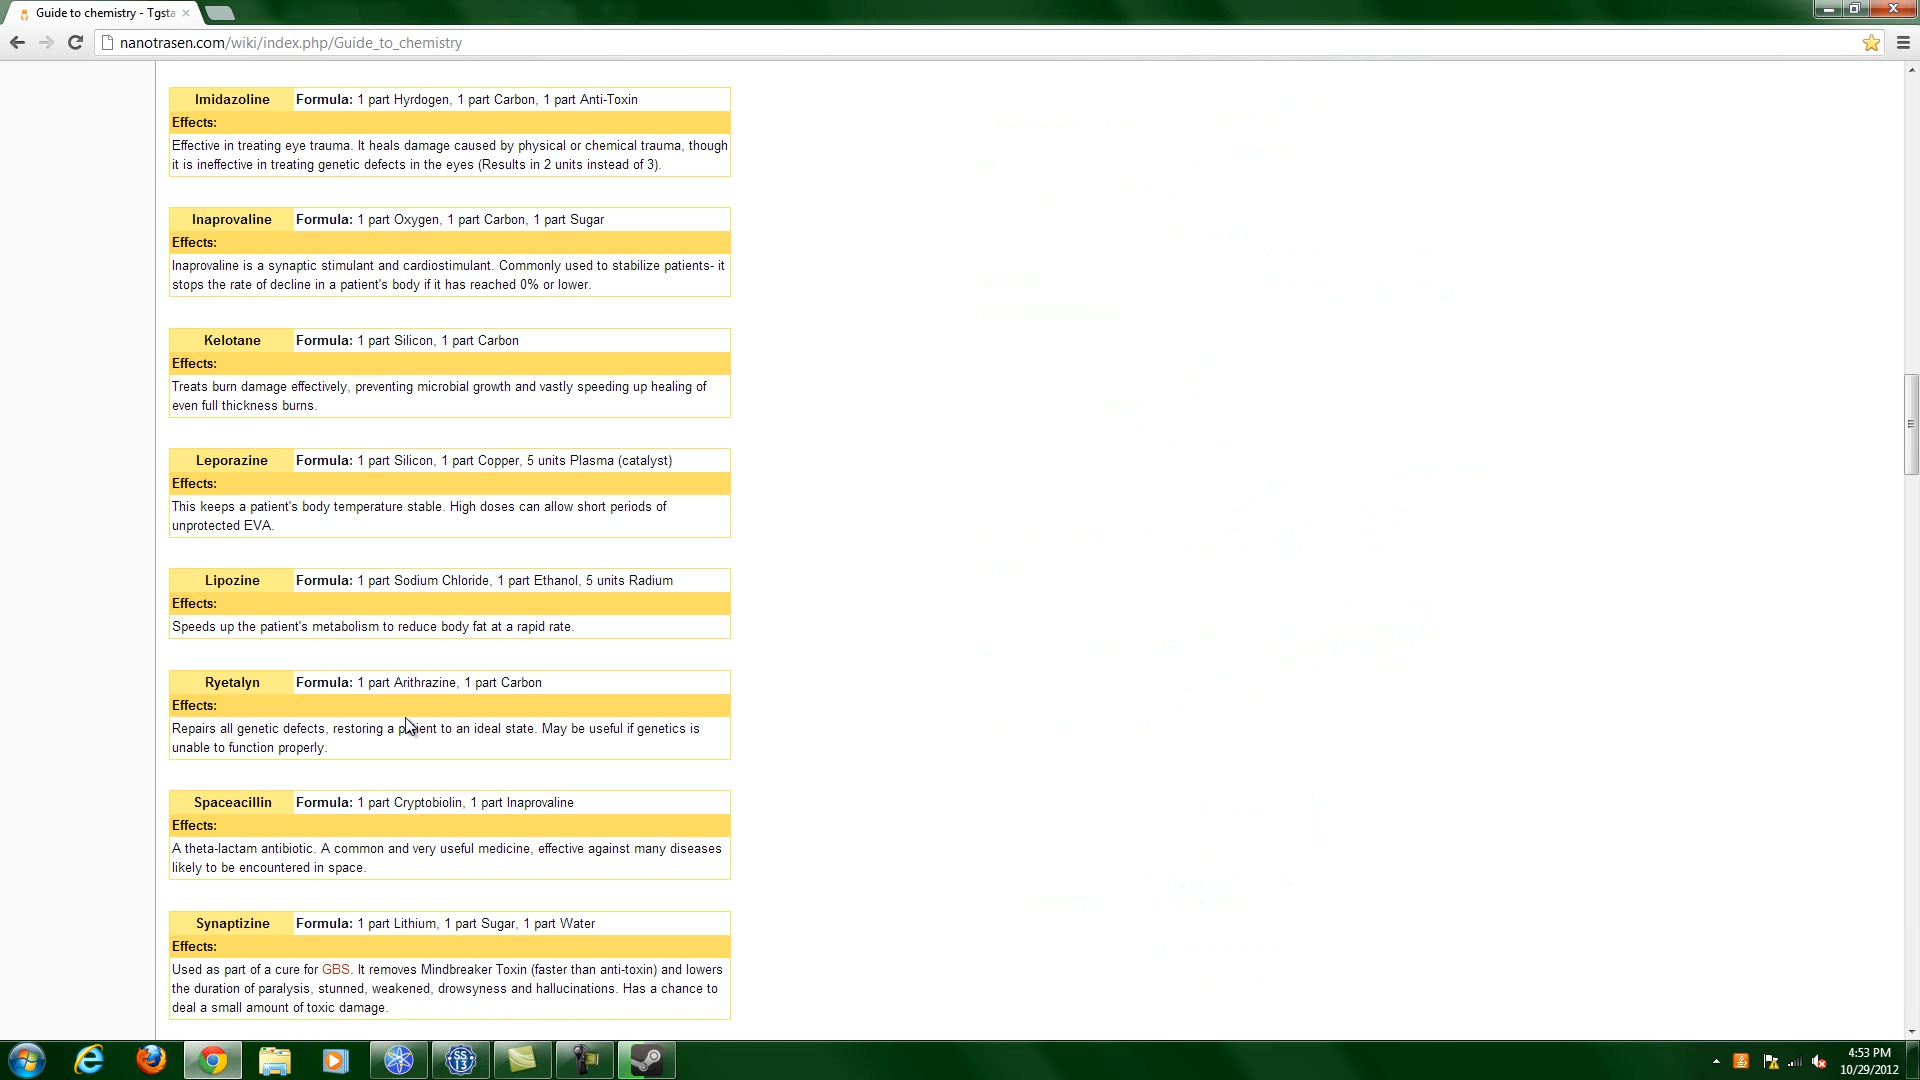 Guide to chemistry - Tgsta
nanotrasen.com/wiki/index.php/Guide_to_chemistry
Imidazoline Formula: 1 part Hyrdogen, 1 part Carbon, 1 part Anti-Toxin
Effects:
Effective in treating eye trauma. It heals damage caused by physical or chemical trauma, though
it is ineffective in treating genetic defects in the eyes (Results in 2 units instead of 3).
Inaprovaline Formula: 1 part Oxygen, 1 part Carbon, 1 part Sugar
Effects:
Inaprovaline is a synaptic stimulant and cardiostimulant. Commonly used to stabilize patients- it
stops the rate of decline in a patient's body if it has reached 0% or lower.
Kelotane Formula: 1 part Silicon, 1 part Carbon
Effects:
Treats burn damage effectively, preventing microbial growth and vastly speeding up healing of
even full thickness burns.
Leporazine Formula: 1 part Silicon, 1 part Copper, 5 units Plasma (catalyst)
Effects:
This keeps a patient's body temperature stable. High doses can allow short periods of
unprotected EVA.
Lipozine Formula: 1 part Sodium Chloride, 1 part Ethanol, 5 units Radium
Effects:
Speeds up the patient's metabolism to reduce body fat at a rapid rate.
Ryetalyn Formula: 1 part Arithrazine, 1 part Carbon
Effects:
Repairs all genetic defects, restoring a patient to an ideal state. May be useful if genetics is
unable to function properly.
Spaceacillin Formula: 1 part Cryptobiolin, 1 part Inaprovaline
Effects:
A theta-lactam antibiotic. A common and very useful medicine, effective against many diseases
likely to be encountered in space.
Synaptizine Formula: 1 part Lithium, 1 part Sugar, 1 part Water
Effects:
Used as part of a cure for GBS. It removes Mindbreaker Toxin (faster than anti-toxin) and lowers
the duration of paralysis, stunned, weakened, drowsyness and hallucinations. Has a chance to
deal a small amount of toxic damage.
SS
13
4:53 PM
10/29/2012